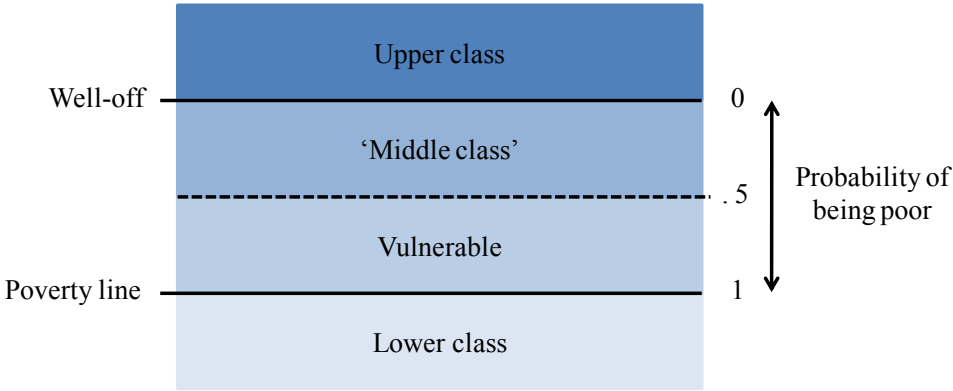 Upper class
Well-off
0
‘Middle class’
. 5
Probability of
being poor
Vulnerable
Poverty line
1
Lower class